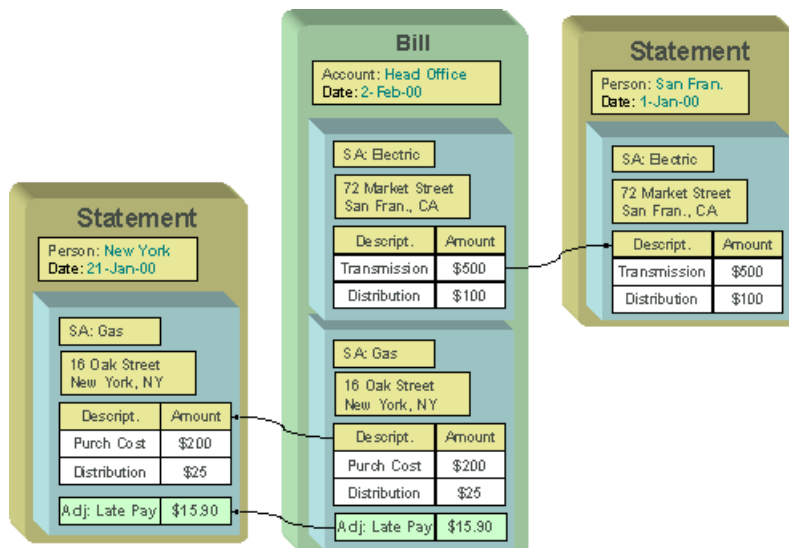 Bill
Account: Head Office
Date: 2-Feb-00
SA: Electric
72 Market Street
San Fran., CA
Descript. Amount
Transmission $500
Distribution $100
SA: Gas
16 Oak Street
New York, NY
Descript. Amount
Purch Cost $200
Distribution $25
Adj: Late Pay $15.90
Statement
Person: San Fran.
Date: 1-Jan-00
SA: Electric
72 Market Street
San Fran., CA
Descript. Amount
Transmission $500
Distribution $100
Statement
Person: New York
Date: 21-Jan-00
SA: Gas
16 Oak Street
New York, NY
Descript. Amount
Purch Cost $200
Distribution $25
Adj: Late Pay $15.90